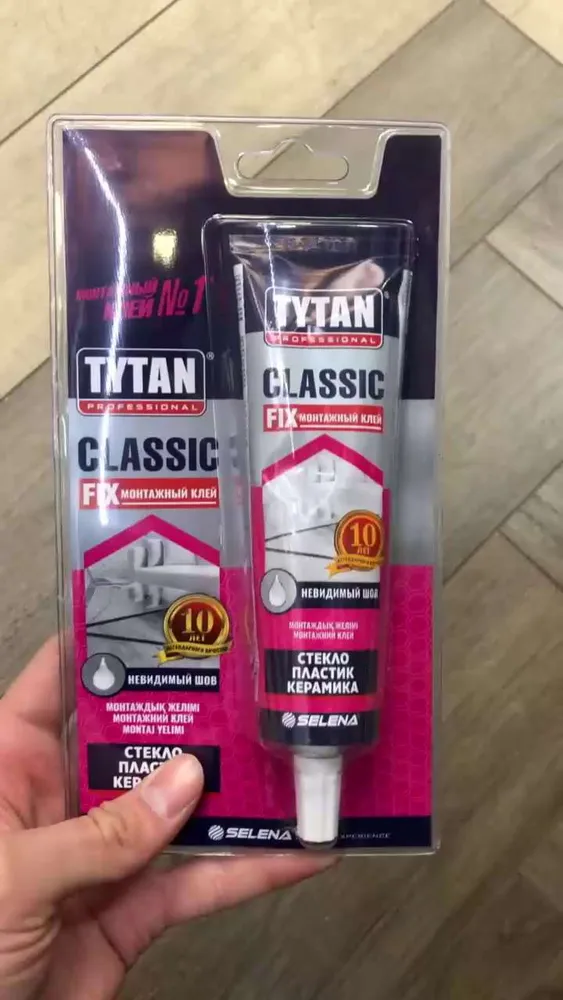 МОНТАЖНЫЙ
КЛЕЙ №1
TYTAN®
PROFESSIONAL
CLASSIC
FIX МОНТАЖНЫЙ КЛЕЙ
10
ЛЕТ
НЕВИДИМЫЙ ШОВ
МОНТАЖДЫҚ ЖЕЛІМІ
МОНТАЖНИЙ КЛЕЙ
MONTAJ YELIMI
СТЕКЛО
ПЛАСТ
КЕР
SELENA
EXPERIENCE
TYTAN®
PROFESSIONAL
CLASSIC
FIX МОНТАЖНЫЙ КЛЕЙ
10
ЛЕТ
НЕВИДИМЫЙ ШОВ
МОНТАЖДЫҚ ЖЕЛІМІ
МОНТАЖНИЙ КЛЕЙ
СТЕКЛО
ПЛАСТИК
КЕРАМИКА
SELENA